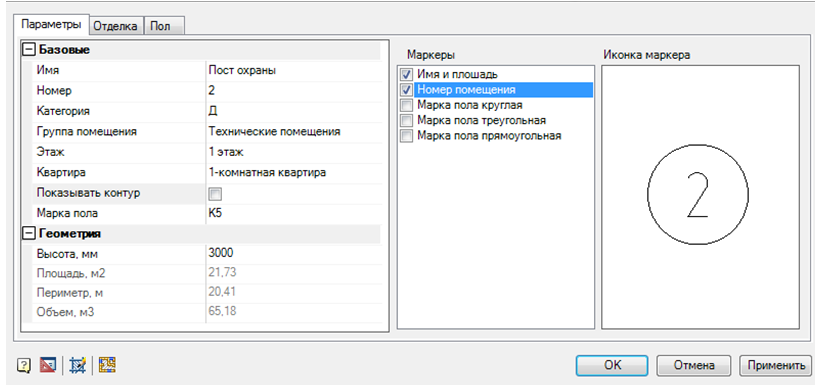 Параметры Отделка Пол
Базовые
Имя Пост охраны
Номер 2
Категория Д
Группа помещения Технические помещения
Этаж 1 этаж
Квартира 1-комнатная квартира
Показывать контур
Марка пола К5
Геометрия
Высота, мм 3000
Площадь, м2 21,73
Периметр, м 20,41
Объем, м3 65,18
Маркеры
Имя и площадь
Номер помещения
Марка пола круглая
Марка пола треугольная
Марка пола прямоугольная
Иконка маркера
2
? OK Отмена Применить